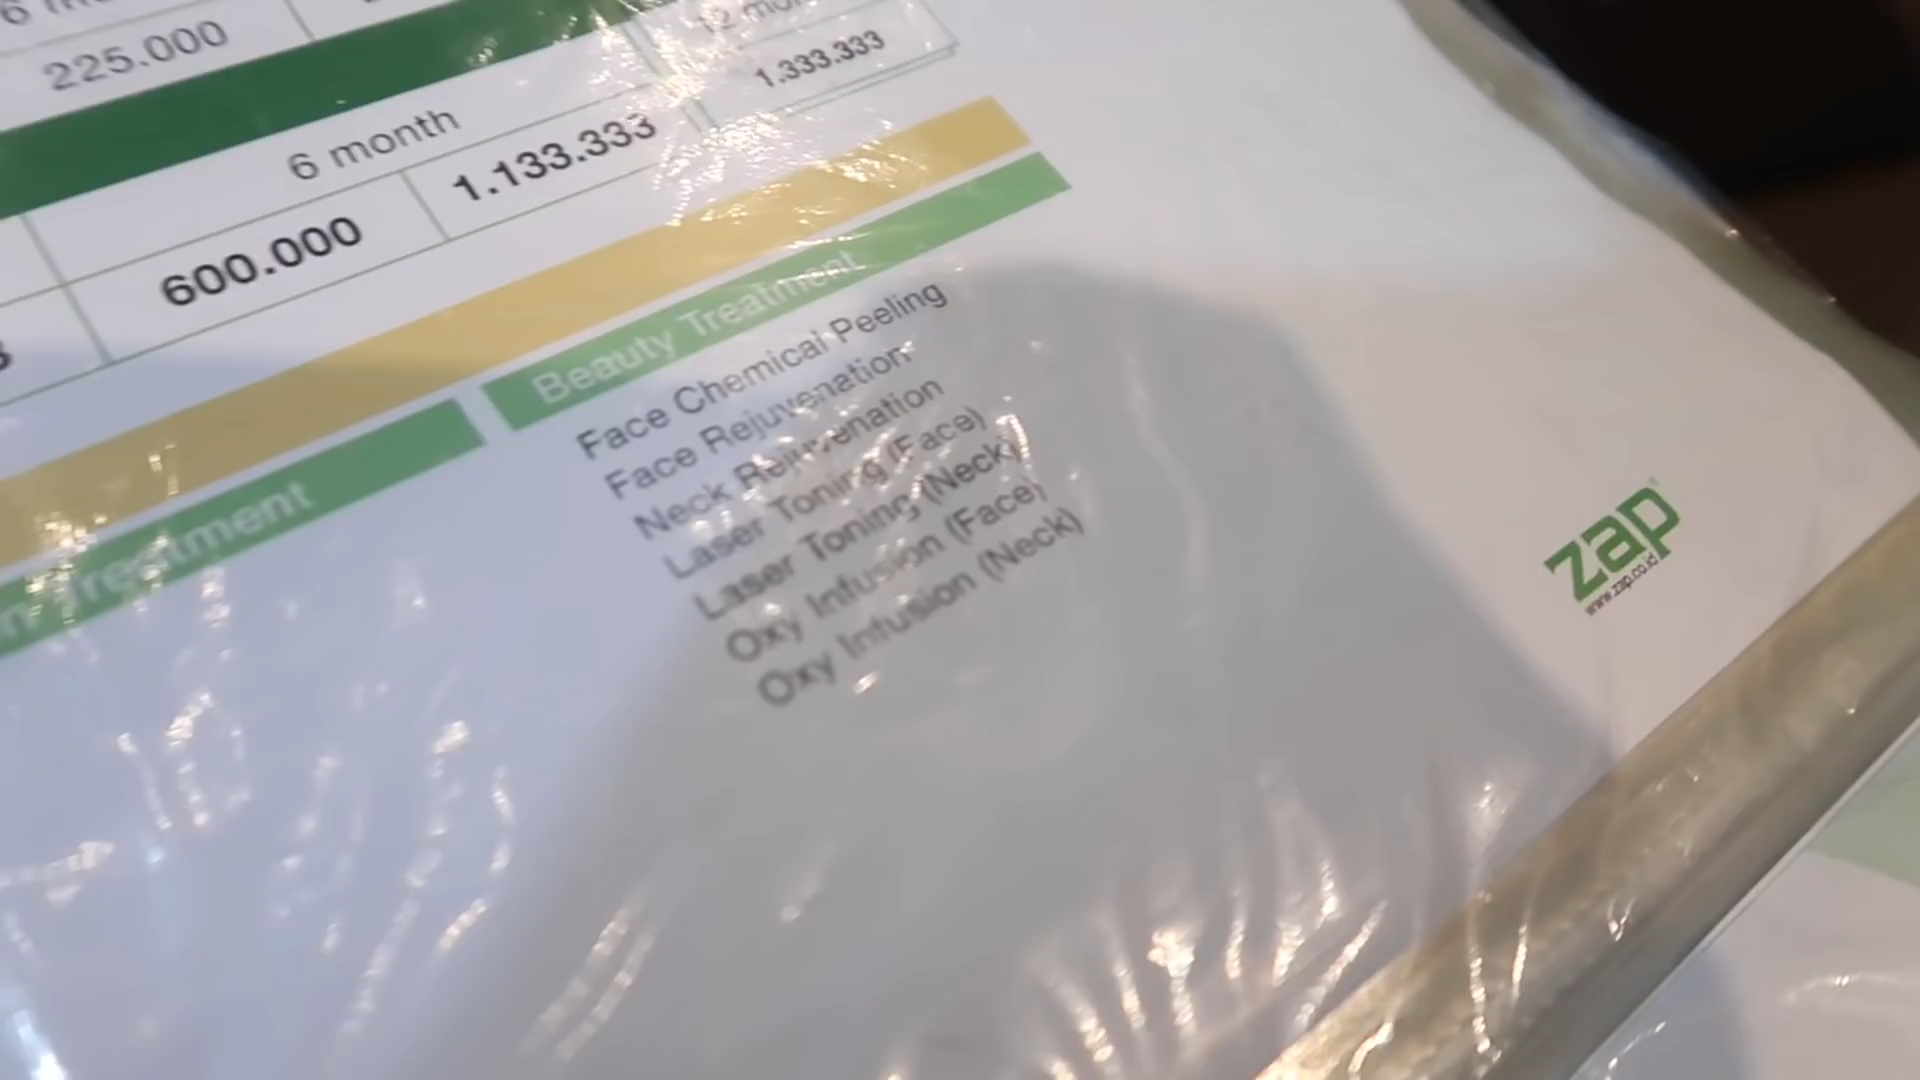 225.000
12
1.333.333
6 month
600.000
1.133.333
Beauty Treatment
Face Chemical Peeling
Face Rejuvenation
Neck Rejuvenation
Laser Toning (Face)
Laser Toning (Neck)
Oxy Infusion (Face)
Oxy Infusion (Neck)
Treatment
zap
www.zap.co.id